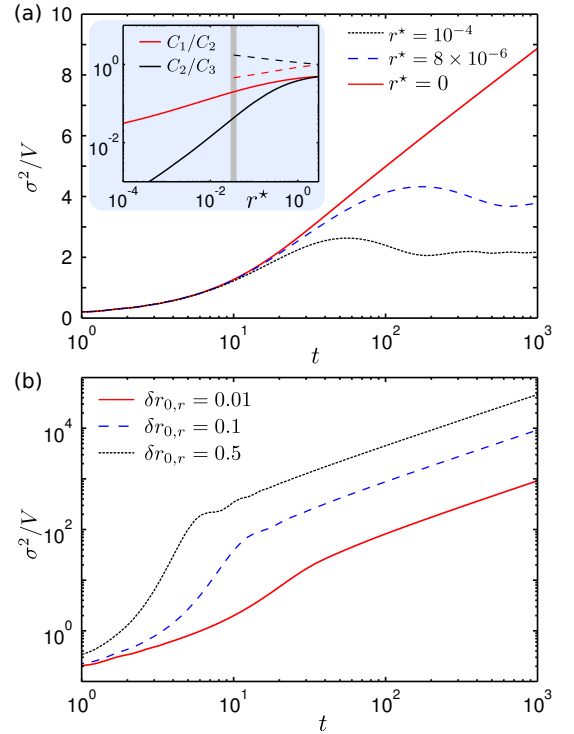 (a)
10
8
6
4
2
0
σ²/V
r⋆ = 10⁻⁴
r⋆ = 8 × 10⁻⁶
r⋆ = 0
C₁/C₂
C₂/C₃
10⁰
10⁻²
10⁻⁴ 10⁻² r⋆ 10⁰
10⁰ 10¹ 10² 10³
t
(b)
δr₀,ᵣ = 0.01
δr₀,ᵣ = 0.1
δr₀,ᵣ = 0.5
10⁴
10²
10⁰
σ²/V
10⁰ 10¹ 10² 10³
t